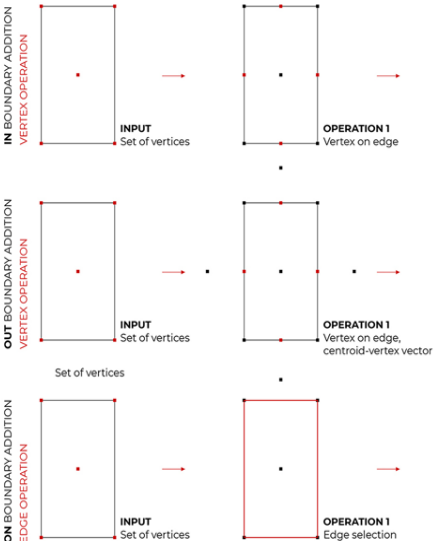 IN BOUNDARY ADDITION
VERTEX OPERATION
INPUT
Set of vertices
OPERATION 1
Vertex on edge
OUT BOUNDARY ADDITION
VERTEX OPERATION
INPUT
Set of vertices
OPERATION 1
Vertex on edge,
centroid-vertex vector
Set of vertices
ON BOUNDARY ADDITION
EDGE OPERATION
INPUT
Set of vertices
OPERATION 1
Edge selection